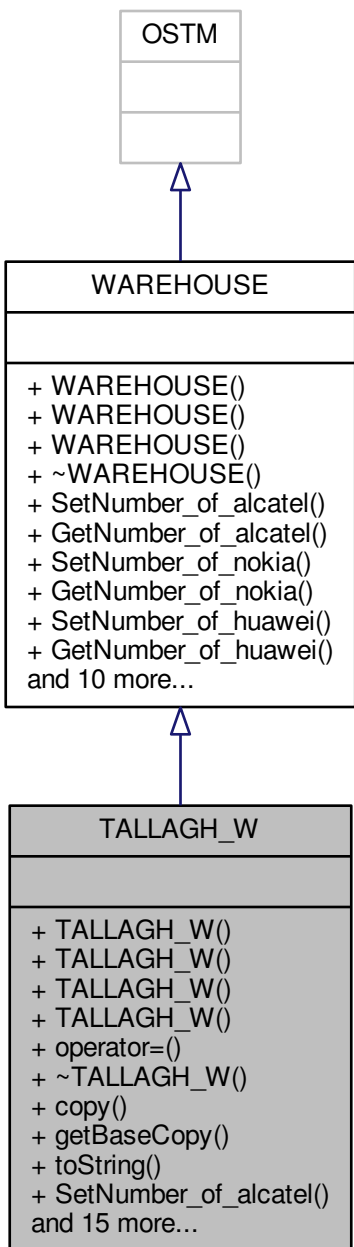 OSTM
WAREHOUSE
+ WAREHOUSE()
+ WAREHOUSE()
+ WAREHOUSE()
+ ~WAREHOUSE()
+ SetNumber_of_alcatel()
+ GetNumber_of_alcatel()
+ SetNumber_of_nokia()
+ GetNumber_of_nokia()
+ SetNumber_of_huawei()
+ GetNumber_of_huawei()
and 10 more...
TALLAGH_W
+ TALLAGH_W()
+ TALLAGH_W()
+ TALLAGH_W()
+ TALLAGH_W()
+ operator=()
+ ~TALLAGH_W()
+ copy()
+ getBaseCopy()
+ toString()
+ SetNumber_of_alcatel()
and 15 more...